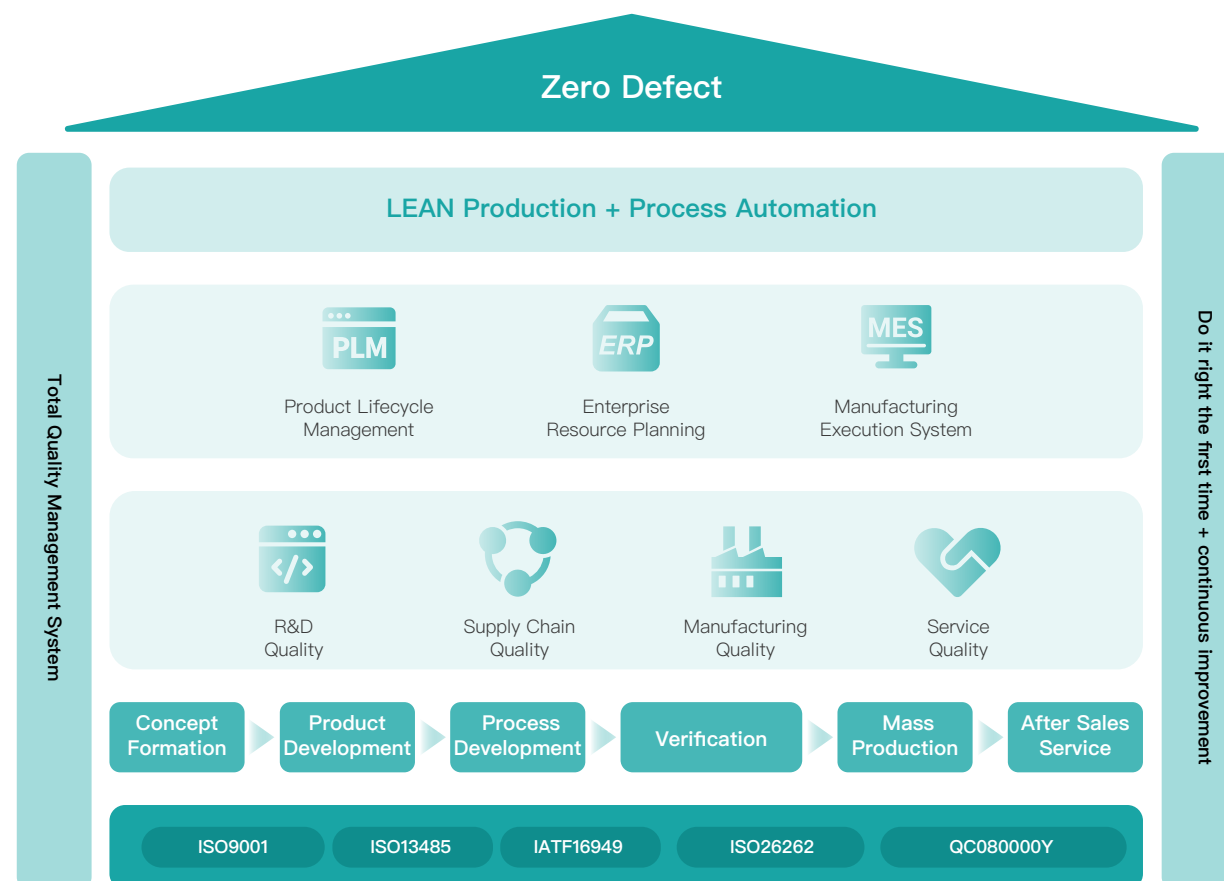 Zero Defect
Total Quality Management System
LEAN Production + Process Automation
PLM
ERP
MES
Product Lifecycle
Management
Enterprise
Resource Planning
Manufacturing
Execution System
</>
R&D
Quality
Supply Chain
Quality
Manufacturing
Quality
Service
Quality
Concept
Formation
Product
Development
Process
Development
Verification
Mass
Production
After Sales
Service
ISO9001
ISO13485
IATF16949
ISO26262
QC080000Y
Do it right the first time + continuous improvement